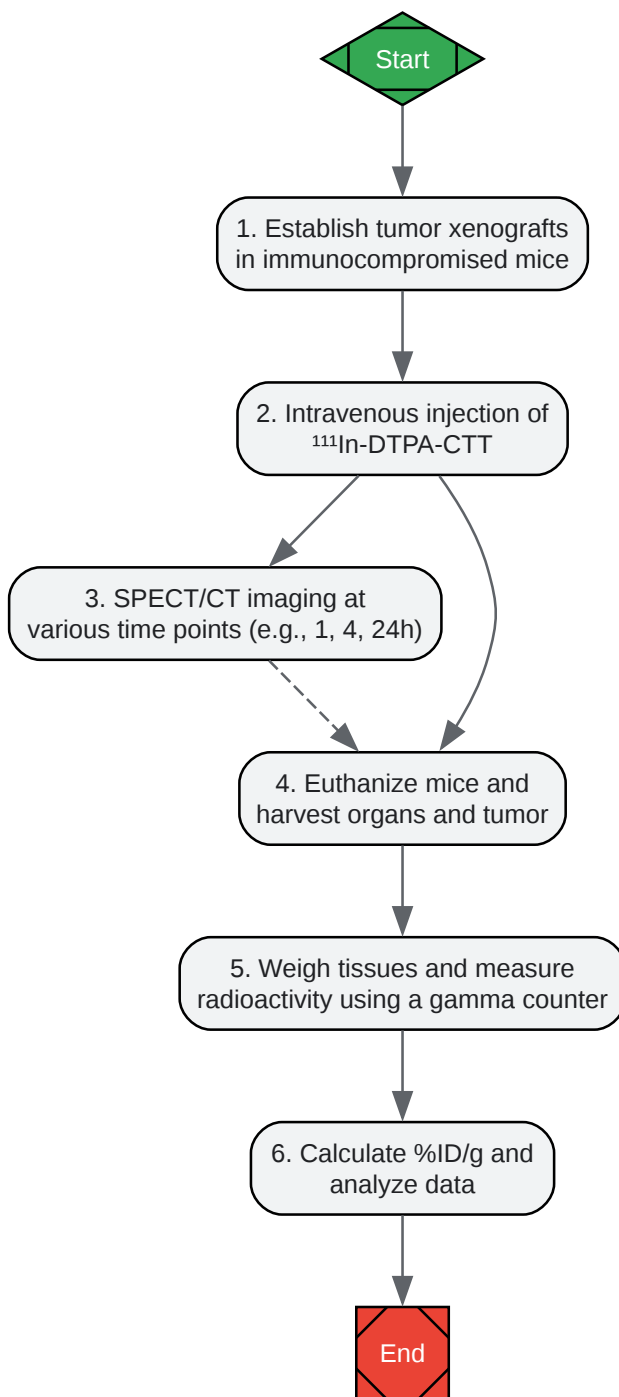 Start
1. Establish tumor xenografts
in immunocompromised mice
2. Intravenous injection of
¹¹¹In-DTPA-CTT
3. SPECT/CT imaging at
various time points (e.g., 1, 4, 24h)
4. Euthanize mice and
harvest organs and tumor
5. Weigh tissues and measure
radioactivity using a gamma counter
6. Calculate %ID/g and
analyze data
End